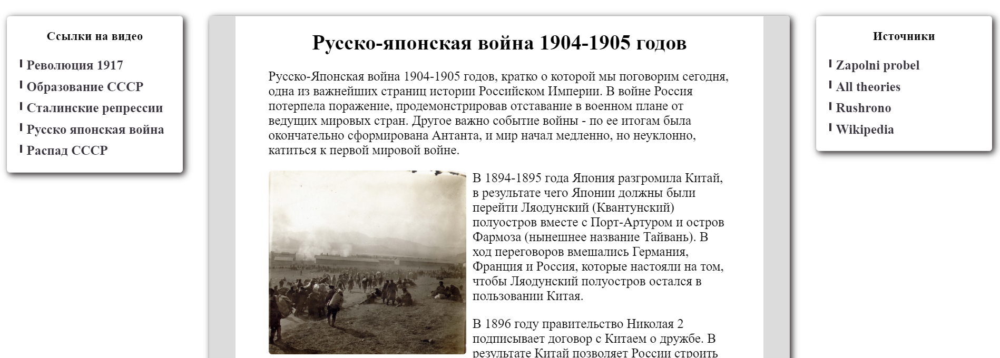 Ссылки на видео
Революция 1917
Образование СССР
Сталинские репрессии
Русско японская война
Распад СССР
Русско-японская война 1904-1905 годов
Русско-Японская война 1904-1905 годов, кратко о которой мы поговорим сегодня,
одна из важнейших страниц истории Российском Империи. В войне Россия
потерпела поражение, продемонстрировав отставание в военном плане от
ведущих мировых стран. Другое важно событие войны - по ее итогам была
окончательно сформирована Антанта, и мир начал медленно, но неуклонно,
катиться к первой мировой войне.
В 1894-1895 года Япония разгромила Китай,
в результате чего Японии должны были
перейти Ляодунский (Квантунский)
полуостров вместе с Порт-Артуром и остров
Фармоза (нынешнее название Тайвань). В
ход переговоров вмешались Германия,
Франция и Россия, которые настояли на том,
чтобы Ляодунский полуостров остался в
пользовании Китая.
В 1896 году правительство Николая 2
подписывает договор с Китаем о дружбе. В
результате Китай позволяет России строить
Источники
Zapolni probel
All theories
Rushrono
Wikipedia